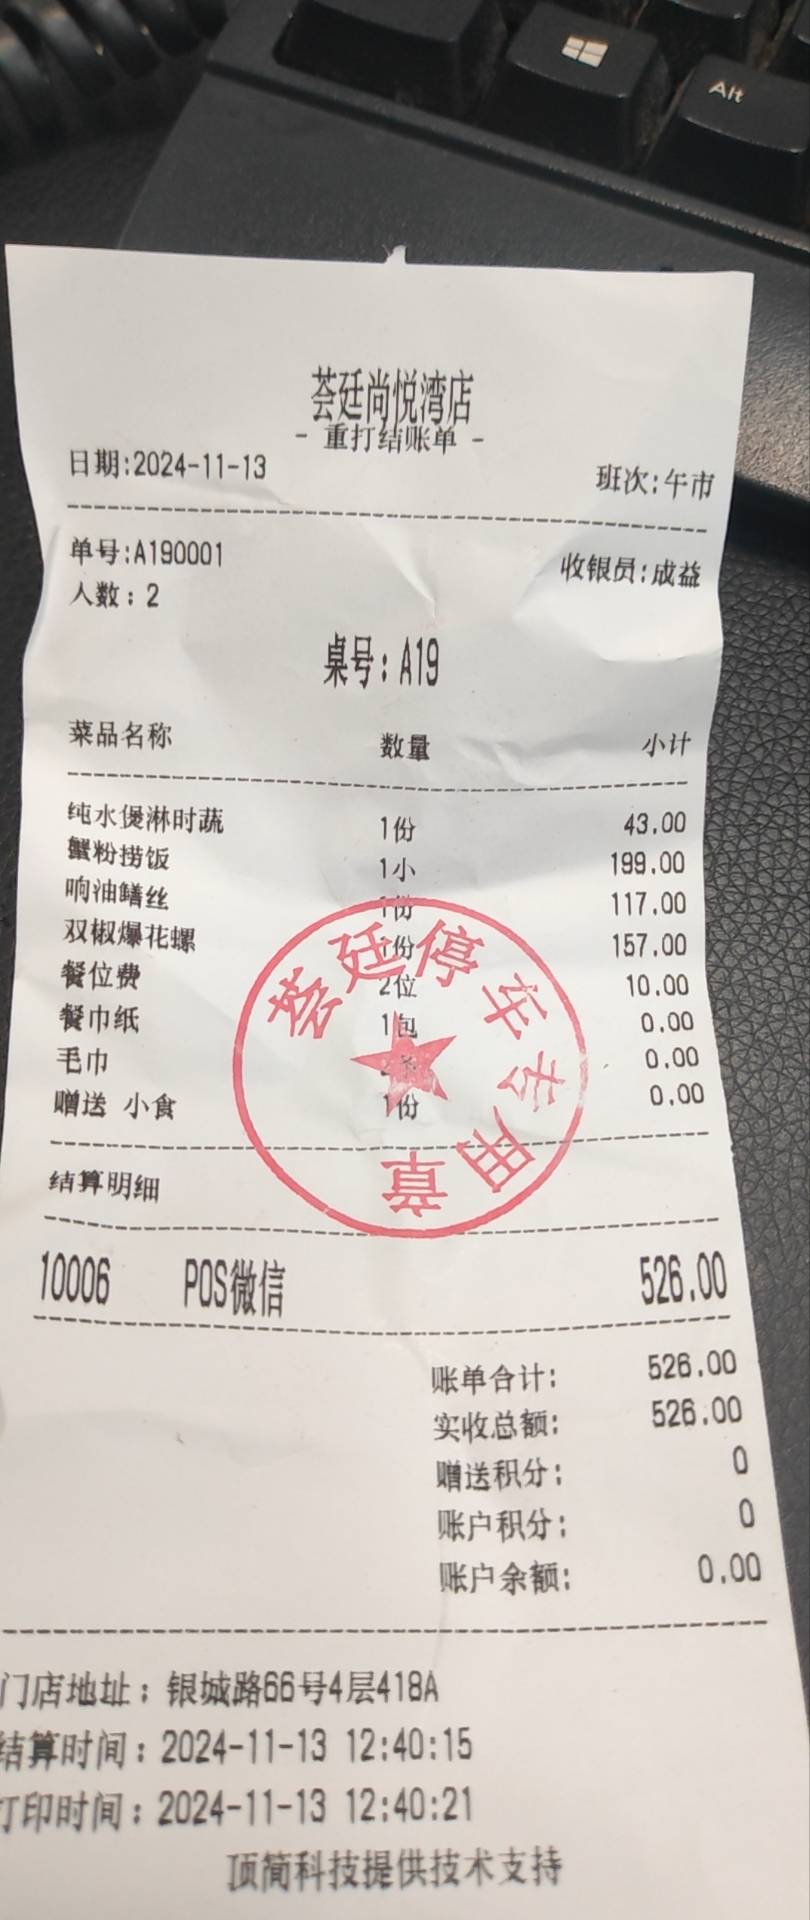 Alt
荟廷尚悦湾店
- 重打结账单 -
日期:2024-11-13 班次:午市
单号:A190001 收银员:成益
人数:2
桌号:A19
菜品名称 数量 小计
纯水煲淋时蔬 1份 43.00
蟹粉捞饭 1小 199.00
响油鳝丝 1份 117.00
双椒爆花螺 1份 157.00
餐位费 2位 10.00
餐巾纸 1包 0.00
毛巾 0.00
赠送 小食 1份 0.00
荟廷停车专用章
结算明细
10006 POS微信 526.00
账单合计: 526.00
实收总额: 526.00
赠送积分: 0
账户积分: 0
账户余额: 0.00
门店地址:银城路66号4层418A
结算时间:2024-11-13 12:40:15
打印时间:2024-11-13 12:40:21
顶简科技提供技术支持